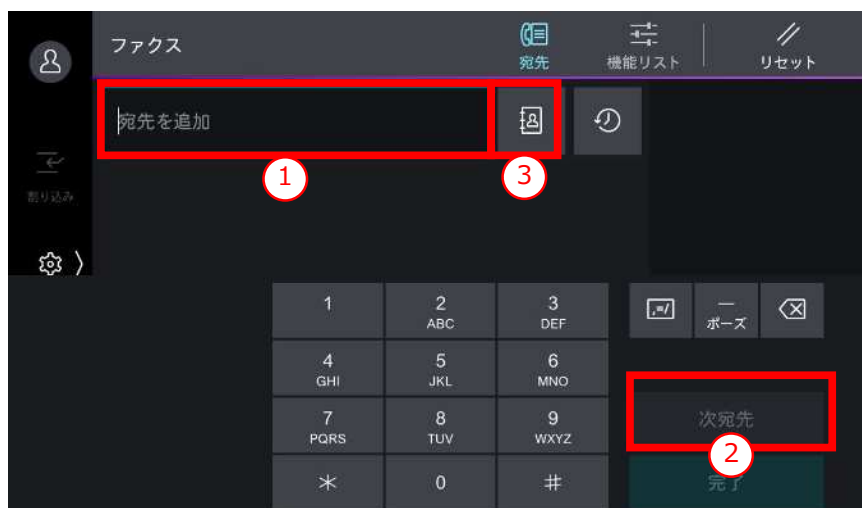 ファクス
宛先
機能リスト
リセット
宛先を追加
1
3
割り込み
1
2
ABC
3
DEF
.=/
ポーズ
4
GHI
5
JKL
6
MNO
7
PQRS
8
TUV
9
WXYZ
次宛先
2
＊
0
#
完了